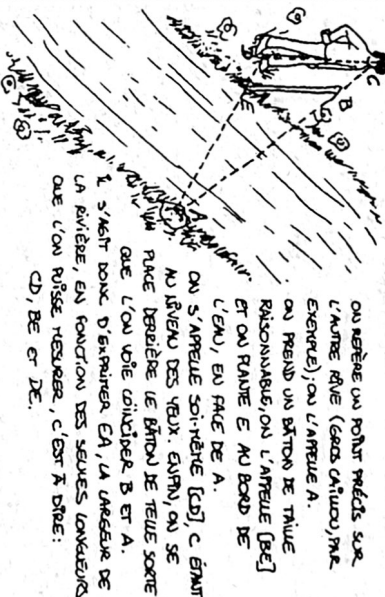 C
B
D
E
A
ON REPÈRE UN POINT PRÉCIS SUR
L'AUTRE RIVE (GROS CAILLOU, PAR
EXEMPLE); ON L'APPELLE A.
ON PREND UN BÂTON DE TAILLE
RAISONNABLE, ON L'APPELLE [BE]
ET ON PLANTE E AU BORD DE
L'EAU, EN FACE DE A.
ON S'APPELLE SOI-MÊME [CD], C ÉTANT
AU NIVEAU DES YEUX. ENFIN, ON SE
PLACE DERRIÈRE LE BÂTON DE TELLE SORTE
QUE L'ON VOIE COÏNCIDER B ET A.
IL S'AGIT DONC D'EXPRIMER EA, LA LARGEUR DE
LA RIVIÈRE, EN FONCTION DES SEULES LONGUEURS
QUE L'ON PUISSE MESURER, C'EST À DIRE:
CD, BE ET DE.